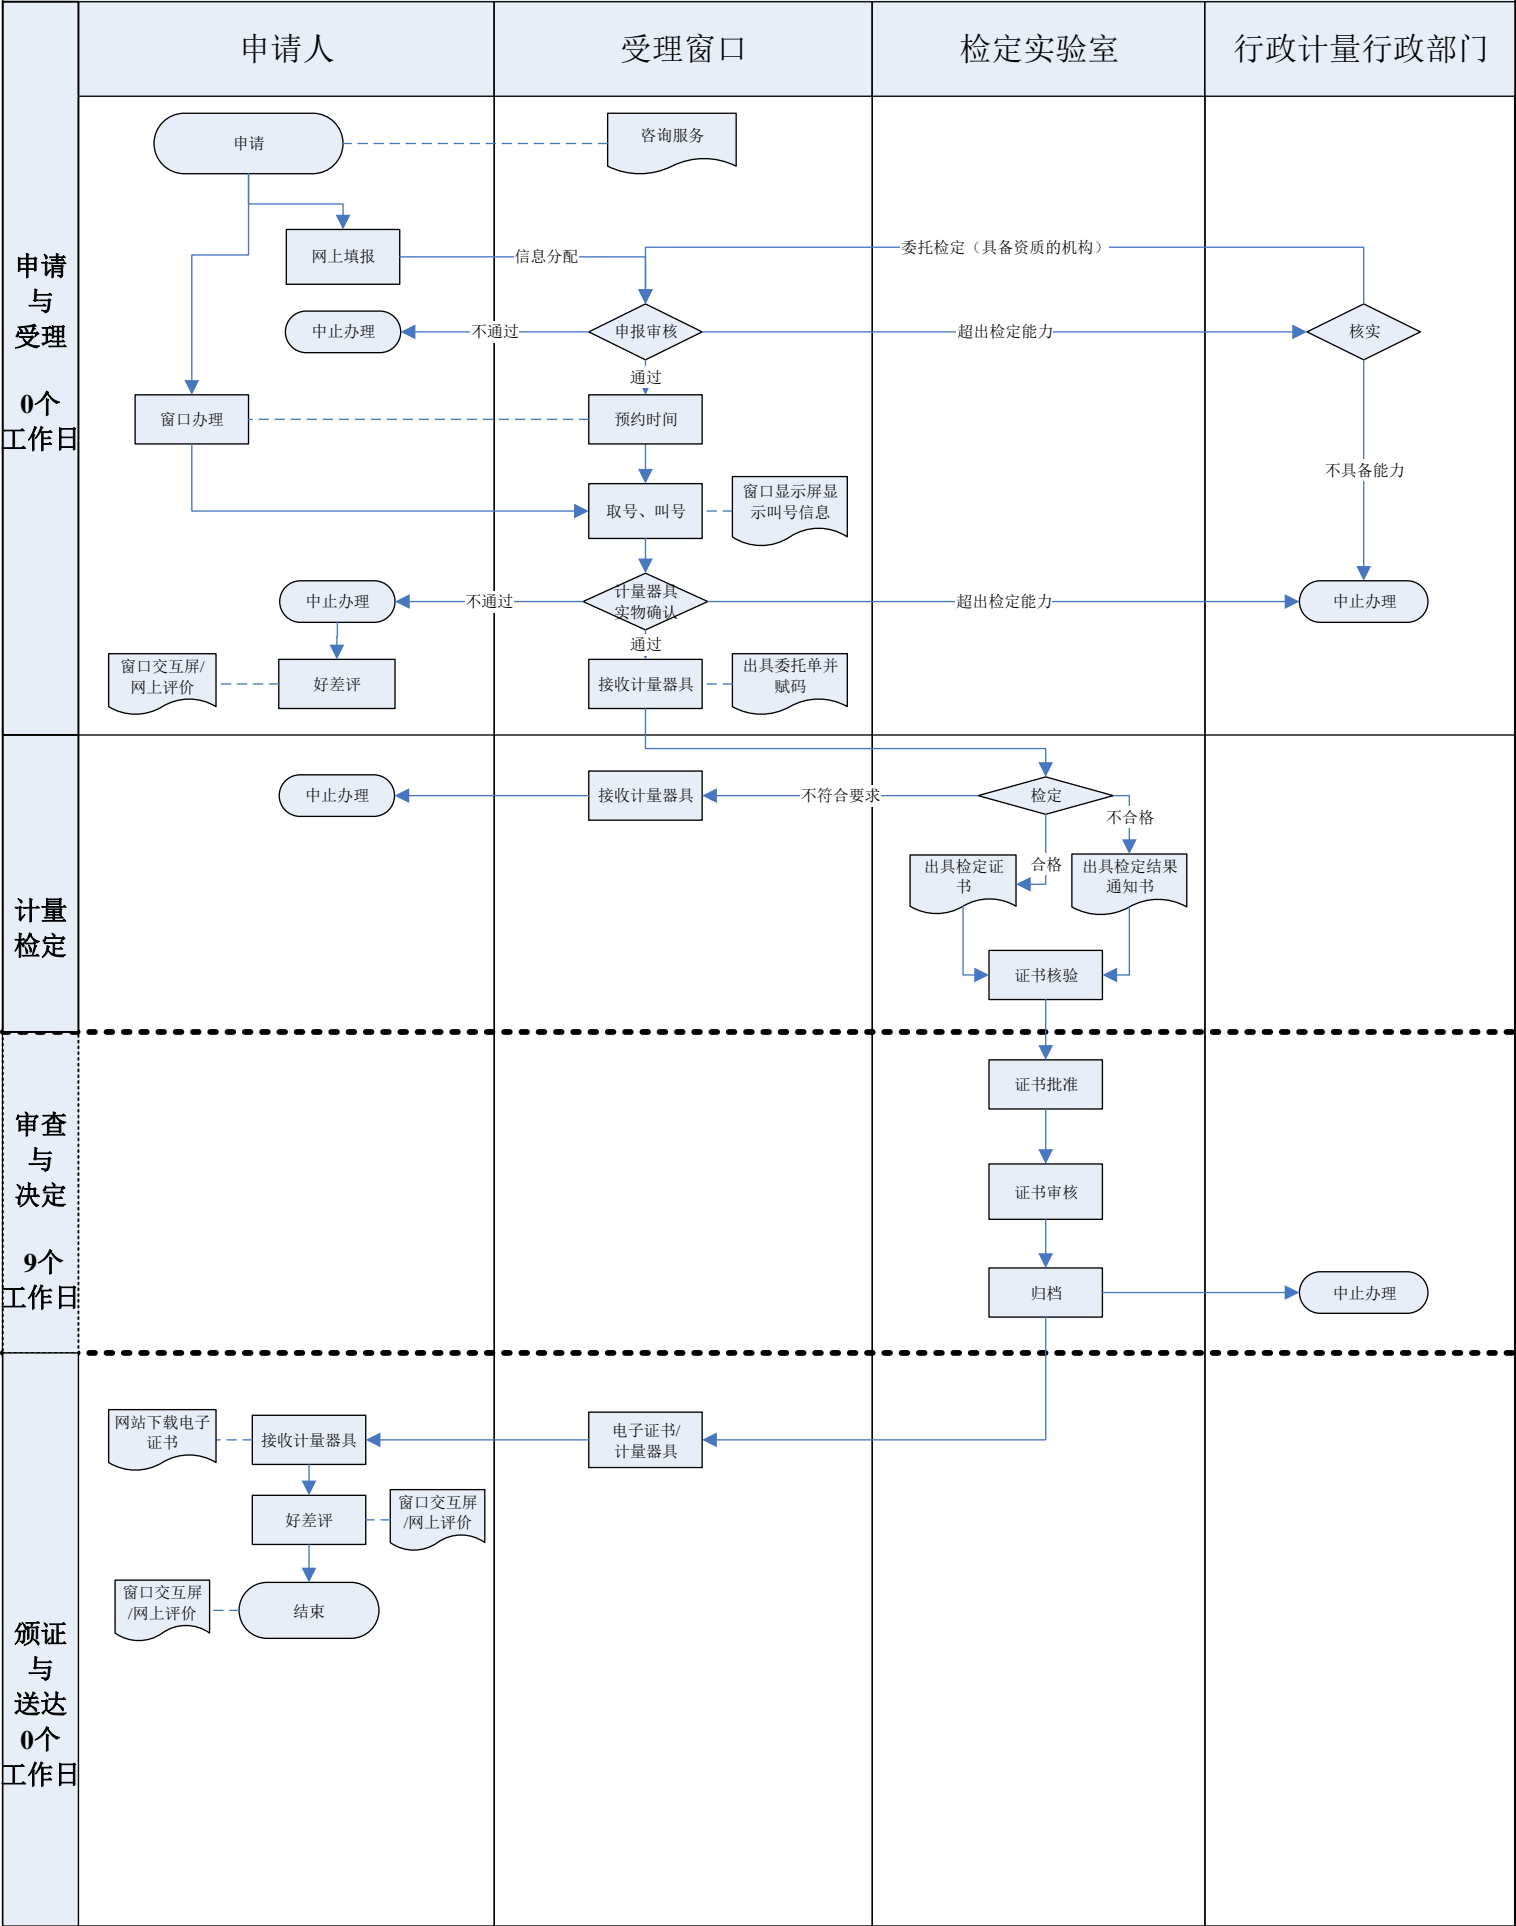 申请人
受理窗口
检定实验室
行政计量行政部门
申请
与
受理
0个
工作日
申请
咨询服务
网上填报
信息分配
委托检定（具备资质的机构）
中止办理
不通过
申报审核
超出检定能力
核实
通过
窗口办理
预约时间
不具备能力
取号、叫号
窗口显示屏显
示叫号信息
中止办理
不通过
计量器具
实物确认
超出检定能力
中止办理
通过
窗口交互屏/
网上评价
好差评
接收计量器具
出具委托单并
赋码
计量
检定
中止办理
接收计量器具
不符合要求
检定
不合格
合格
出具检定证
书
出具检定结果
通知书
证书核验
审查
与
决定
9个
工作日
证书批准
证书审核
归档
中止办理
颁证
与
送达
0个
工作日
网站下载电子
证书
接收计量器具
电子证书/
计量器具
好差评
窗口交互屏
/网上评价
窗口交互屏
/网上评价
结束